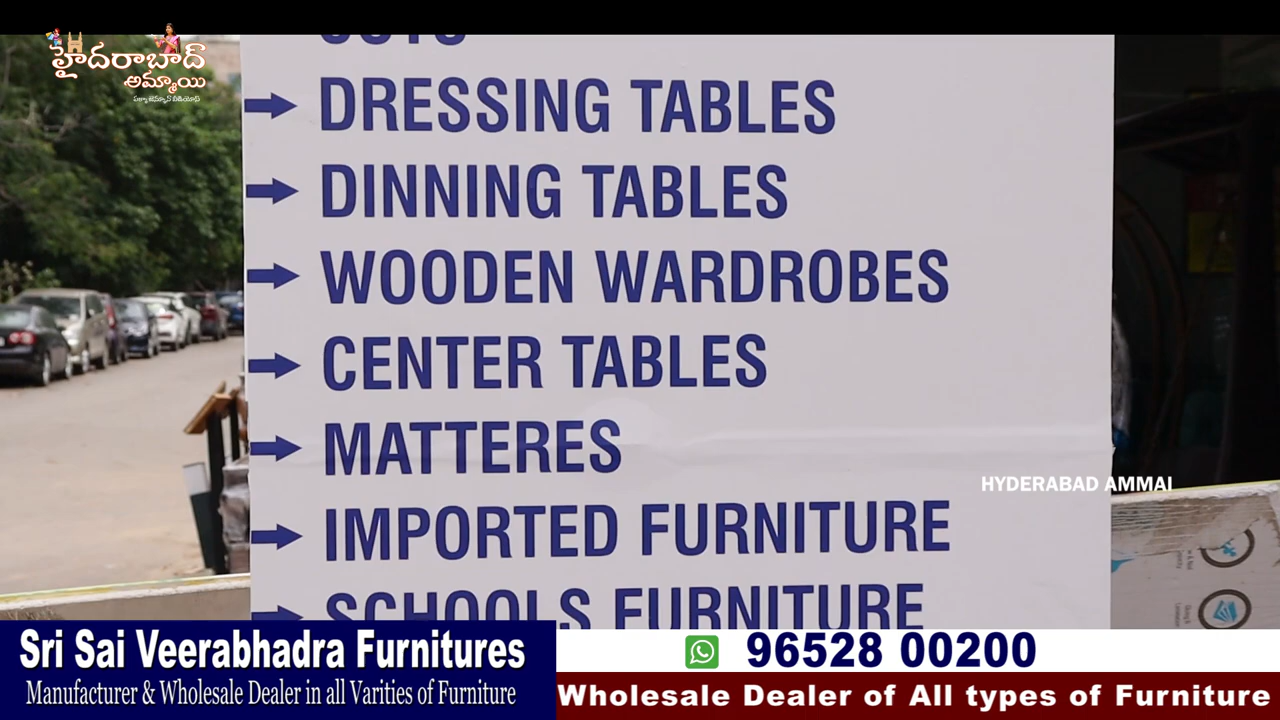 హైదరాబాద్
అమ్మాయి
DRESSING TABLES
DINNING TABLES
WOODEN WARDROBES
CENTER TABLES
MATTERES
HYDERABAD AMMAI
IMPORTED FURNITURE
SCHOOLS FURNITURE
Sri Sai Veerabhadra Furnitures
Manufacturer & Wholesale Dealer in all Varities of Furniture
96528 00200
Wholesale Dealer of All types of Furniture